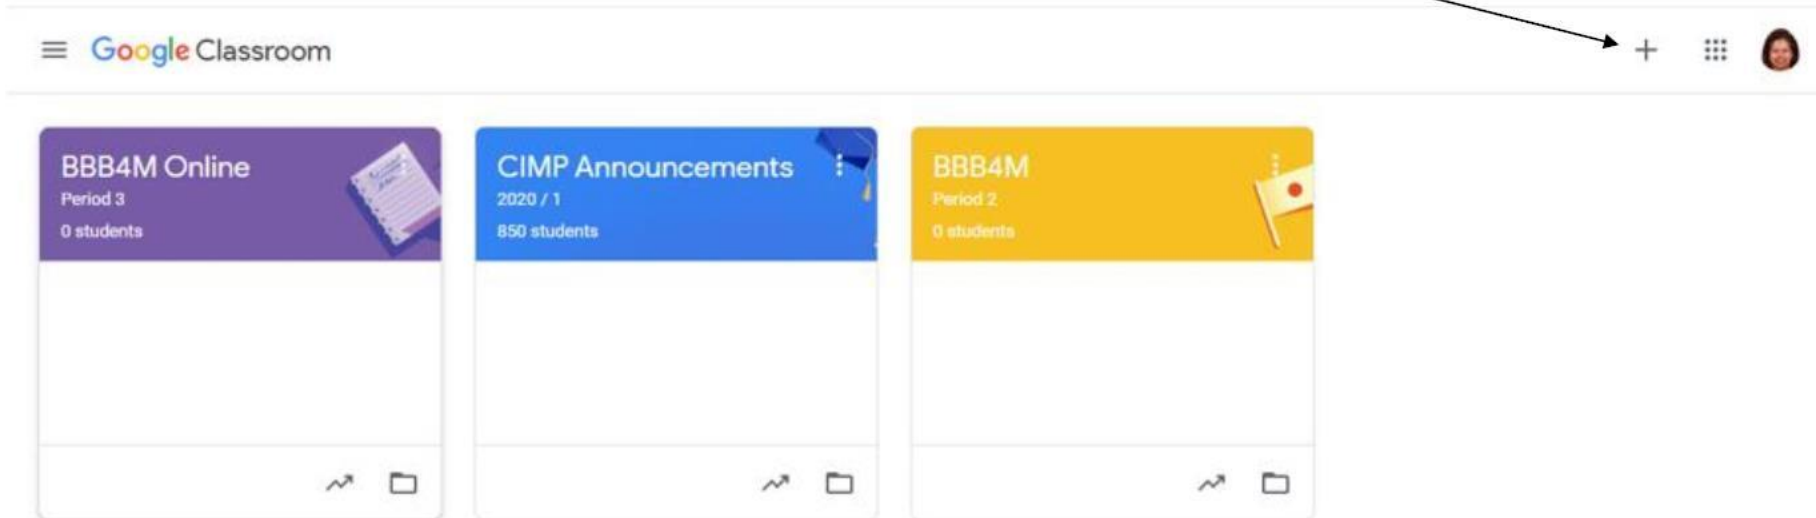 Google Classroom
BBB4M Online
Period 3
0 students
CIMP Announcements
2020 / 1
850 students
BBB4M
Period 2
0 students